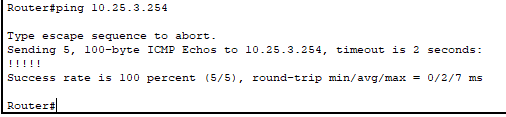 Router#ping 10.25.3.254
Type escape sequence to abort.
Sending 5, 100-byte ICMP Echos to 10.25.3.254, timeout is 2 seconds:
!!!!!
Success rate is 100 percent (5/5), round-trip min/avg/max = 0/2/7 ms
Router#